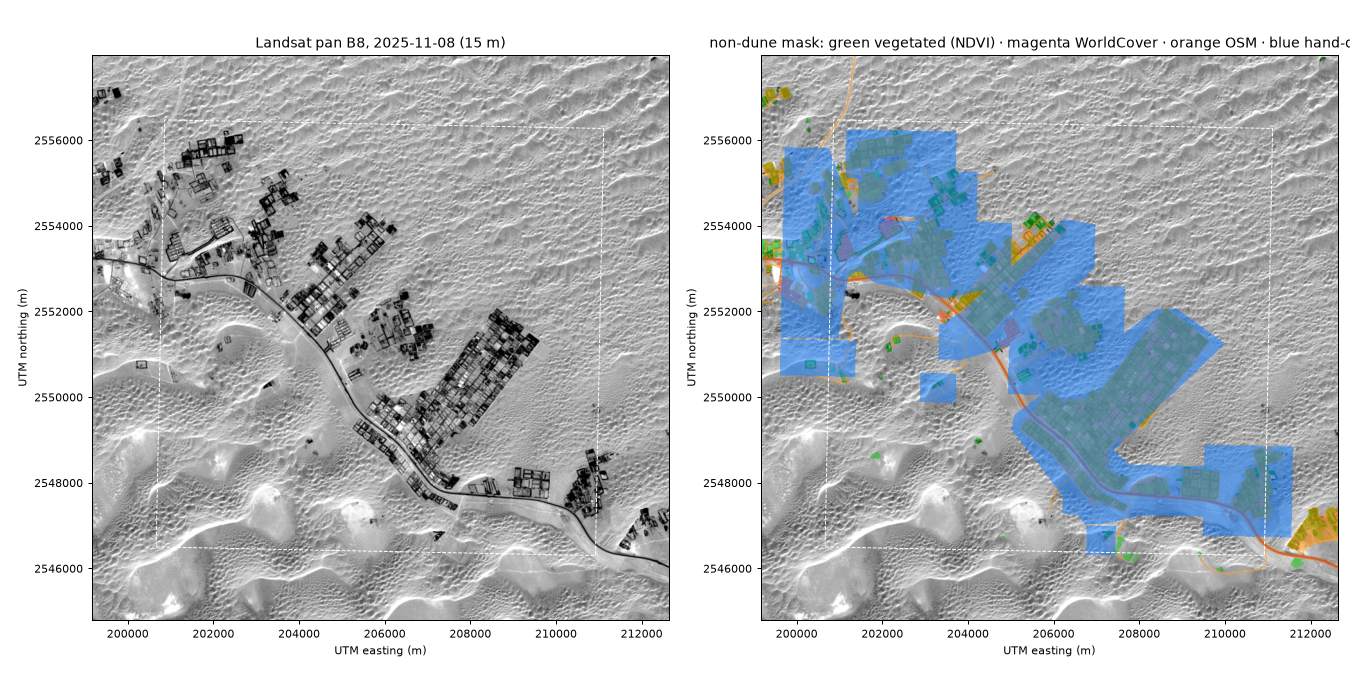 Landsat pan B8, 2025-11-08 (15 m)
non-dune mask: green vegetated (NDVI) · magenta WorldCover · orange OSM · blue hand-
UTM northing (m)
2556000
2554000
2552000
2550000
2548000
2546000
200000 202000 204000 206000 208000 210000 212000
UTM easting (m)
UTM northing (m)
2556000
2554000
2552000
2550000
2548000
2546000
200000 202000 204000 206000 208000 210000 212000
UTM easting (m)